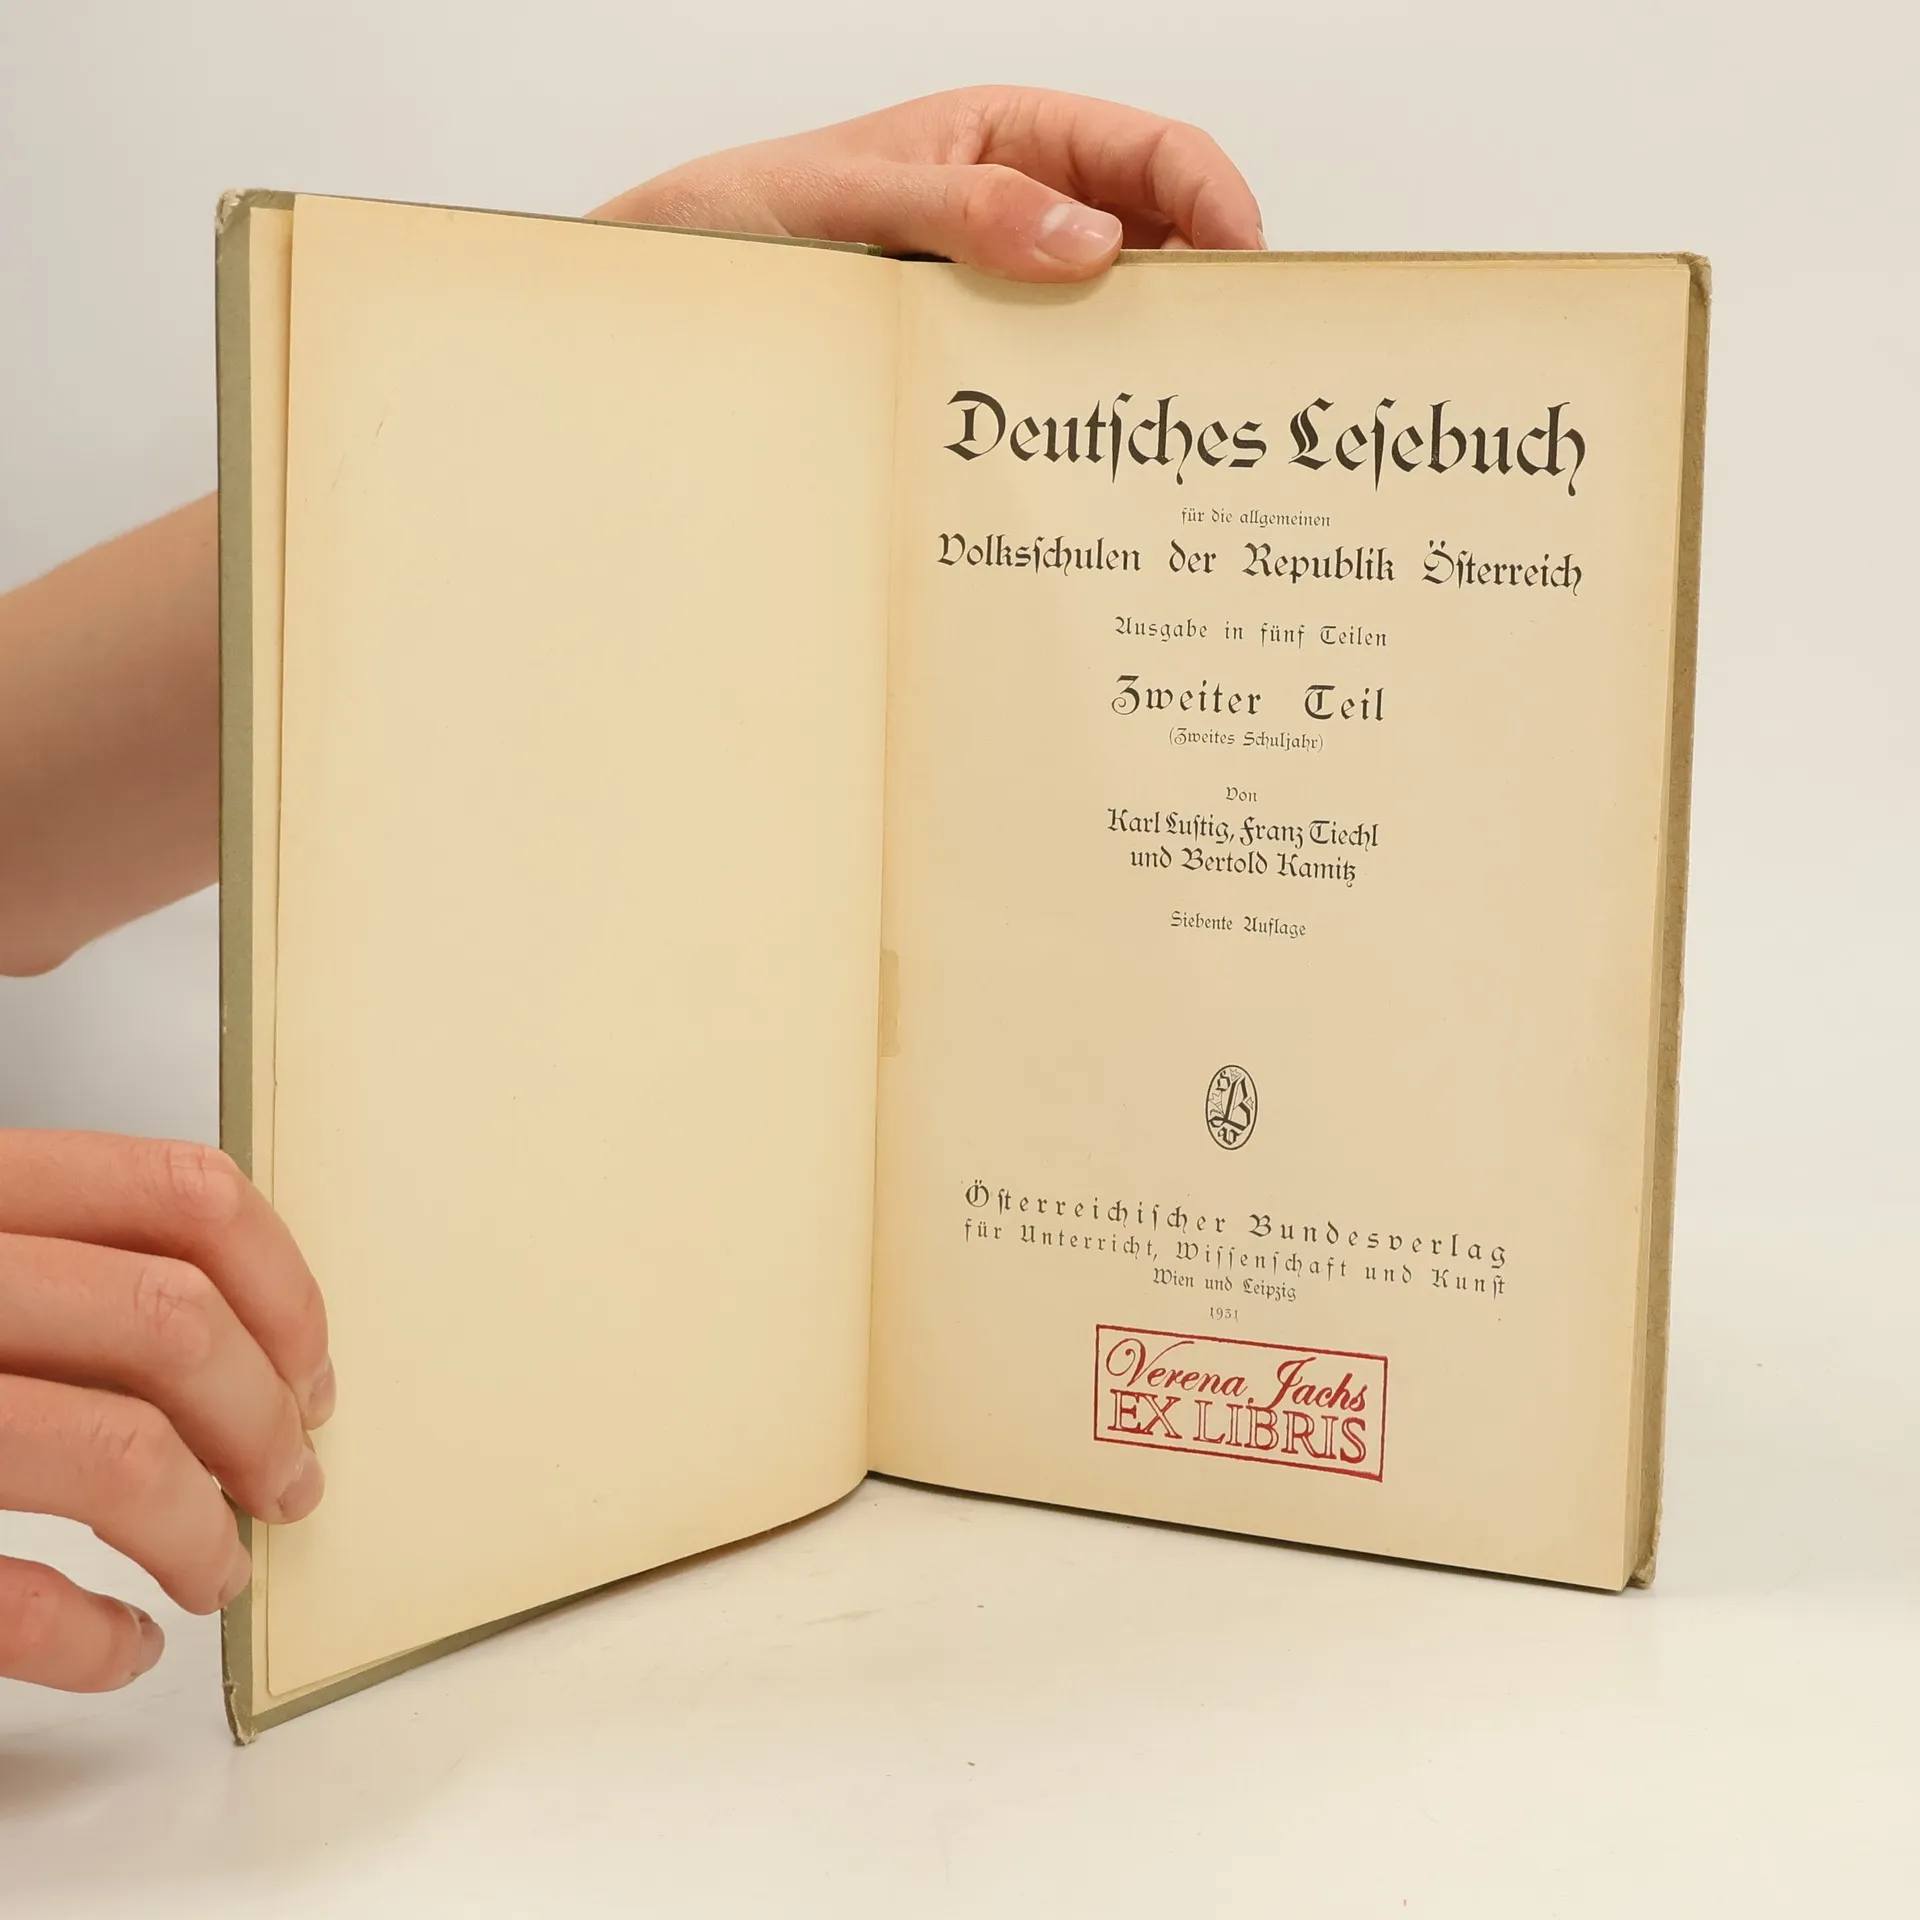 Deutſches Leſebuch
für die allgemeinen
Volksſchulen der Republik Öſterreich
Ausgabe in fünf Teilen
Zweiter Teil
(Zweites Schuljahr)
Von
Karl Luſtig, Franz Tiechl
und Bertold Kamitz
Siebente Auflage
Ö
B
V
Öſterreichiſcher Bundesverlag
für Unterricht, Wiſſenſchaft und Kunſt
Wien und Leipzig
1931
Verena Jachs
EX LIBRIS